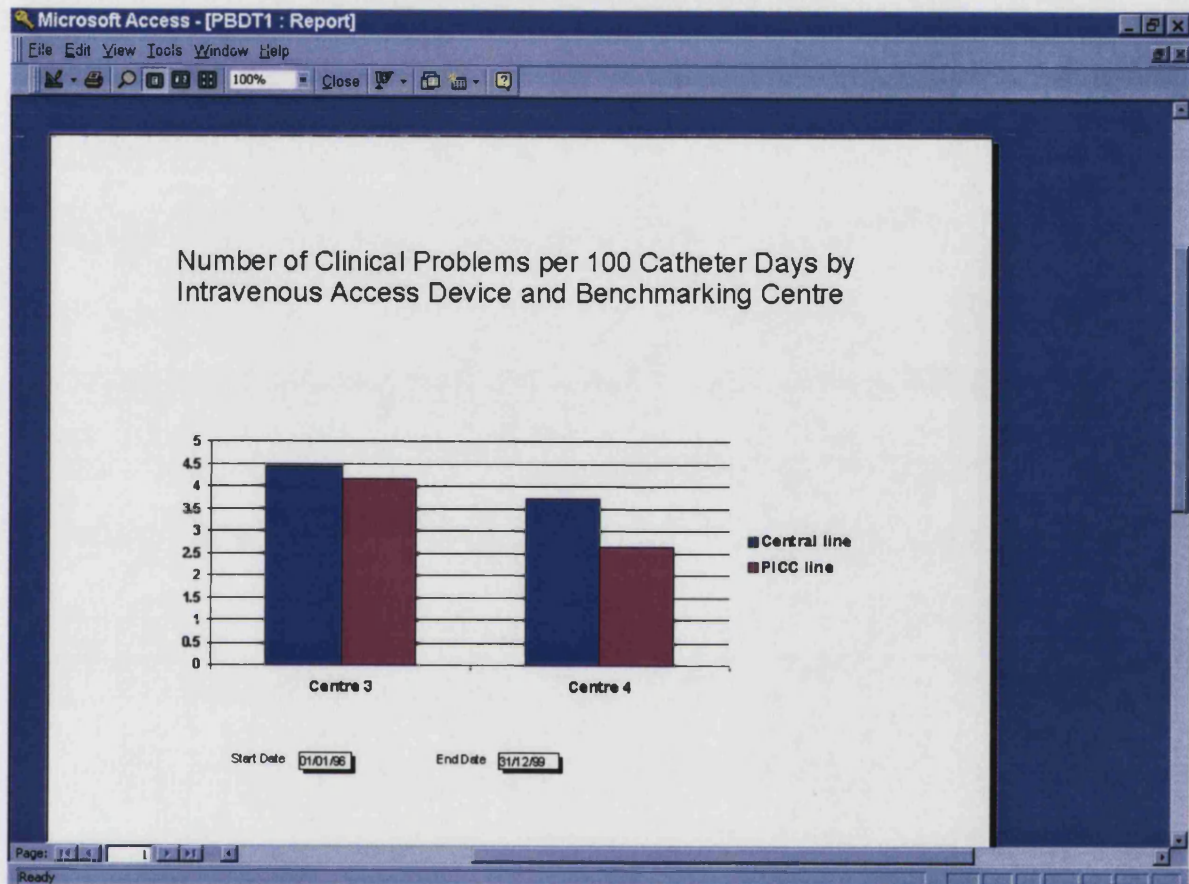 Microsoft Access - [PBDT1 : Report]
File Edit View Tools Window Help
100% Close
Number of Clinical Problems per 100 Catheter Days by
Intravenous Access Device and Benchmarking Centre
5
4.5
4
3.5
3
2.5
2
1.5
1
0.5
0
Central line
PICC line
Centre 3 Centre 4
Start Date 01/01/96 End Date 31/12/99
Page: 1
Ready